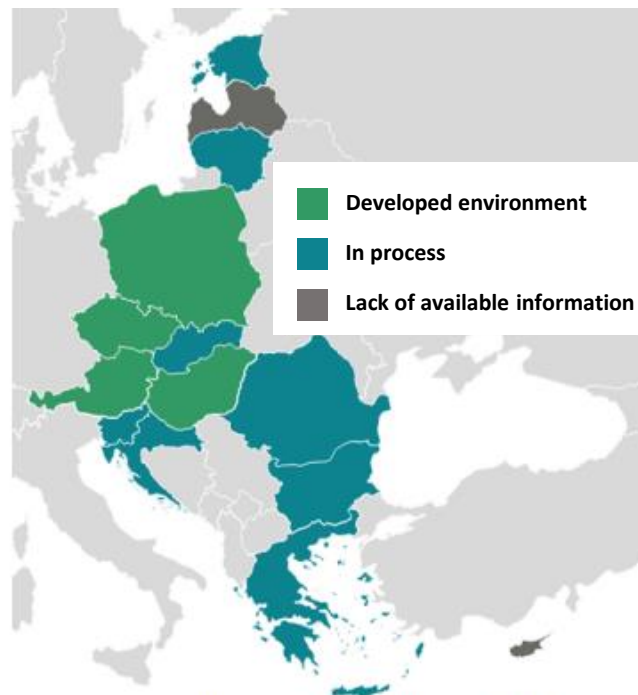 Developed environment
In process
Lack of available information